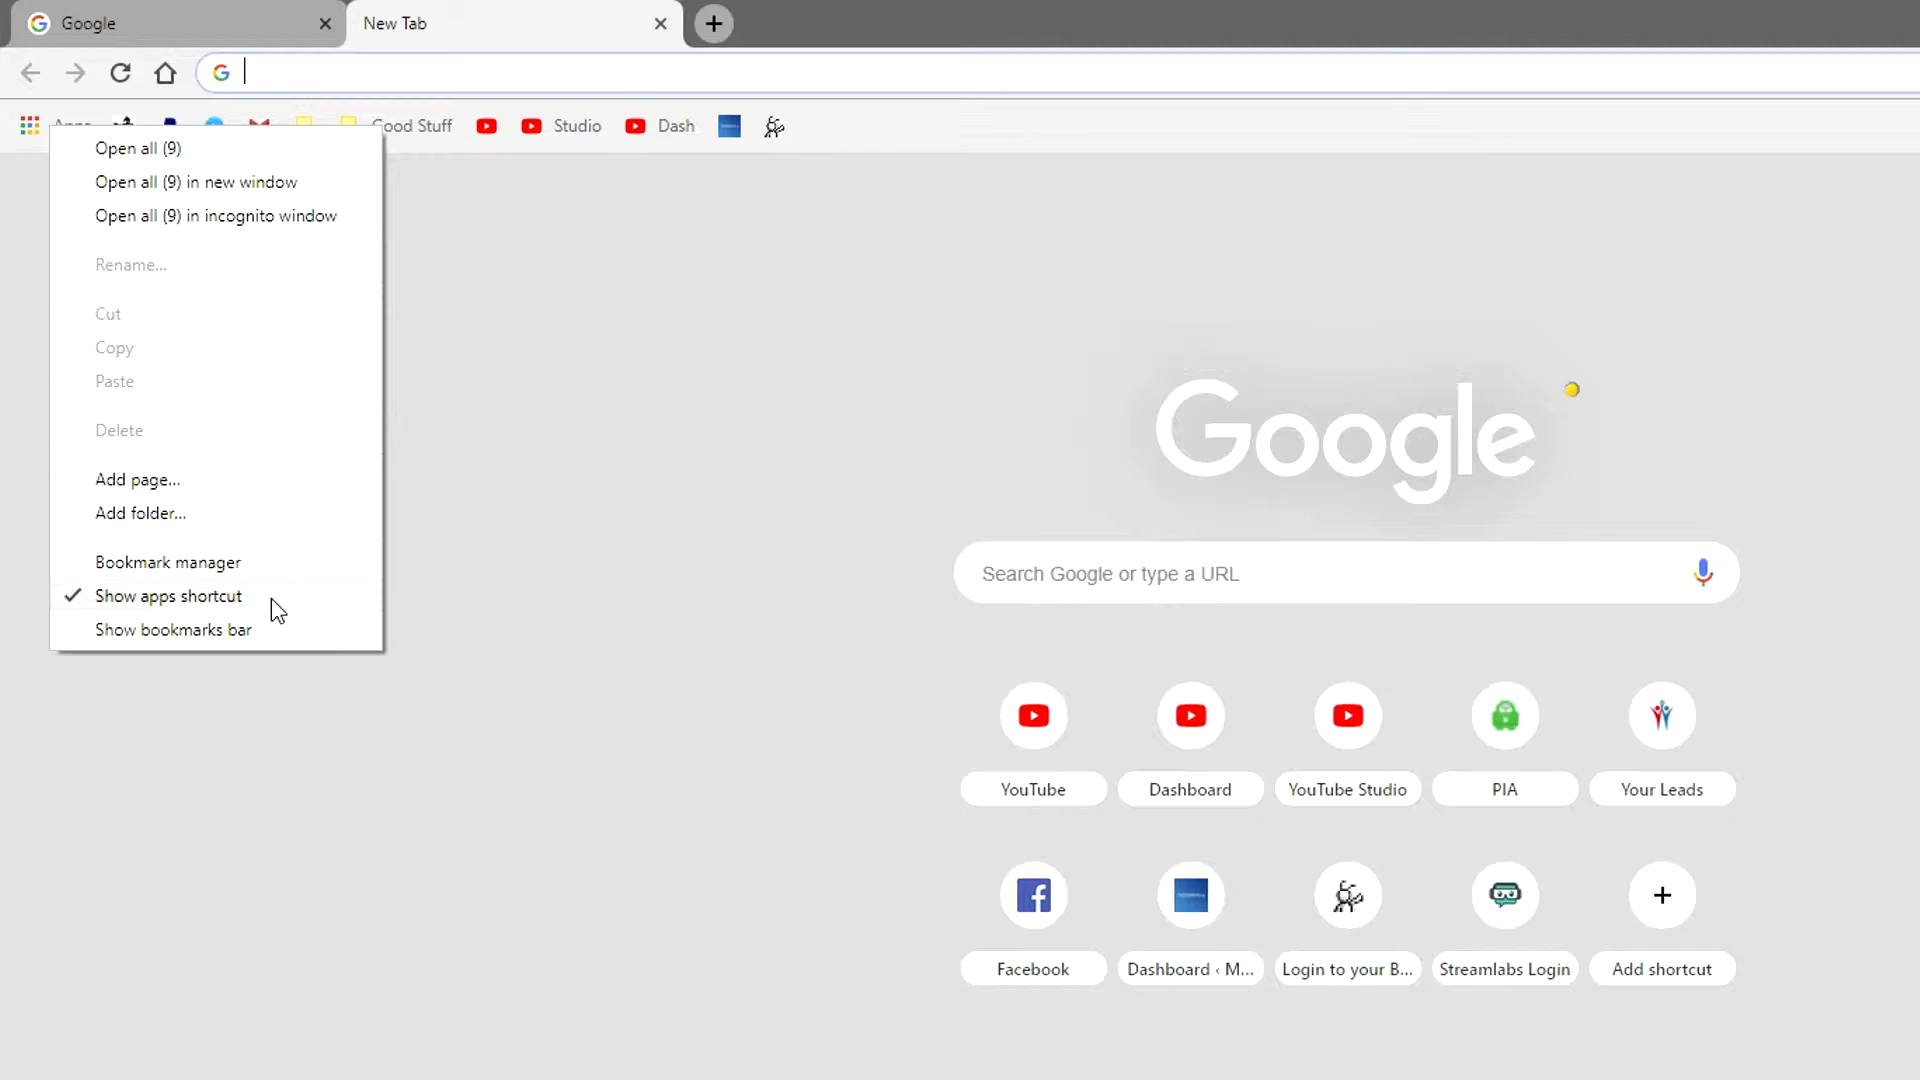 Google
New Tab
Apps
Good Stuff
Studio
Dash
Open all (9)
Open all (9) in new window
Open all (9) in incognito window
Rename...
Cut
Copy
Paste
Delete
Add page...
Add folder...
Bookmark manager
Show apps shortcut
Show bookmarks bar
Google
Search Google or type a URL
YouTube
Dashboard
YouTube Studio
PIA
Your Leads
Facebook
Dashboard ‹ M...
Login to your B...
Streamlabs Login
Add shortcut